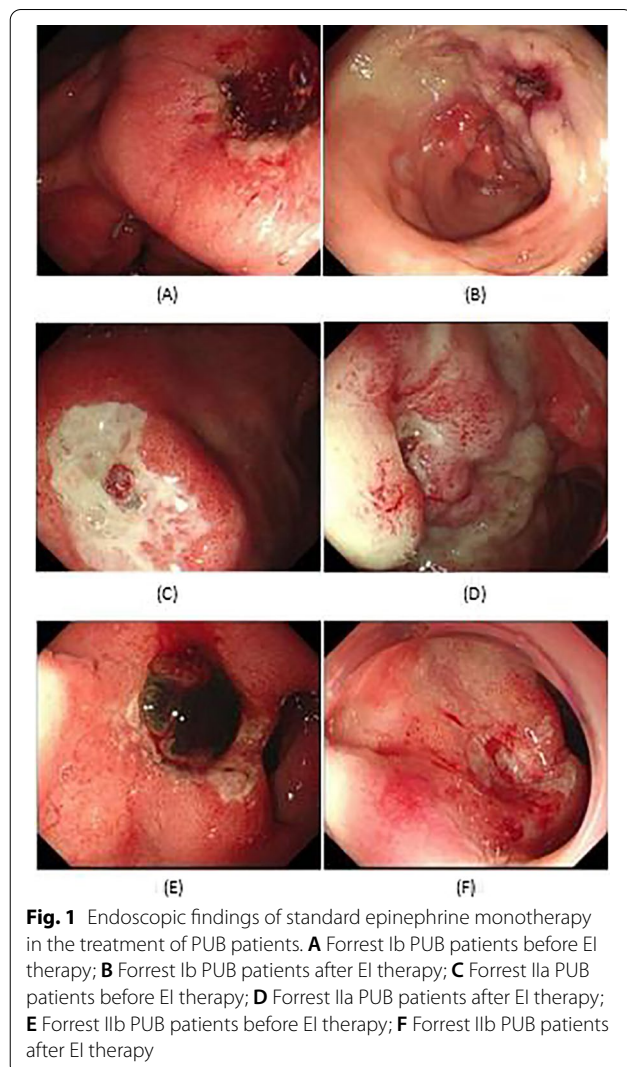 (A)
(B)
(C)
(D)
(E)
(F)
Fig. 1 Endoscopic findings of standard epinephrine monotherapy
in the treatment of PUB patients. A Forrest Ib PUB patients before EI
therapy; B Forrest Ib PUB patients after EI therapy; C Forrest IIa PUB
patients before EI therapy; D Forrest IIa PUB patients after EI therapy;
E Forrest IIb PUB patients before EI therapy; F Forrest IIb PUB patients
after EI therapy